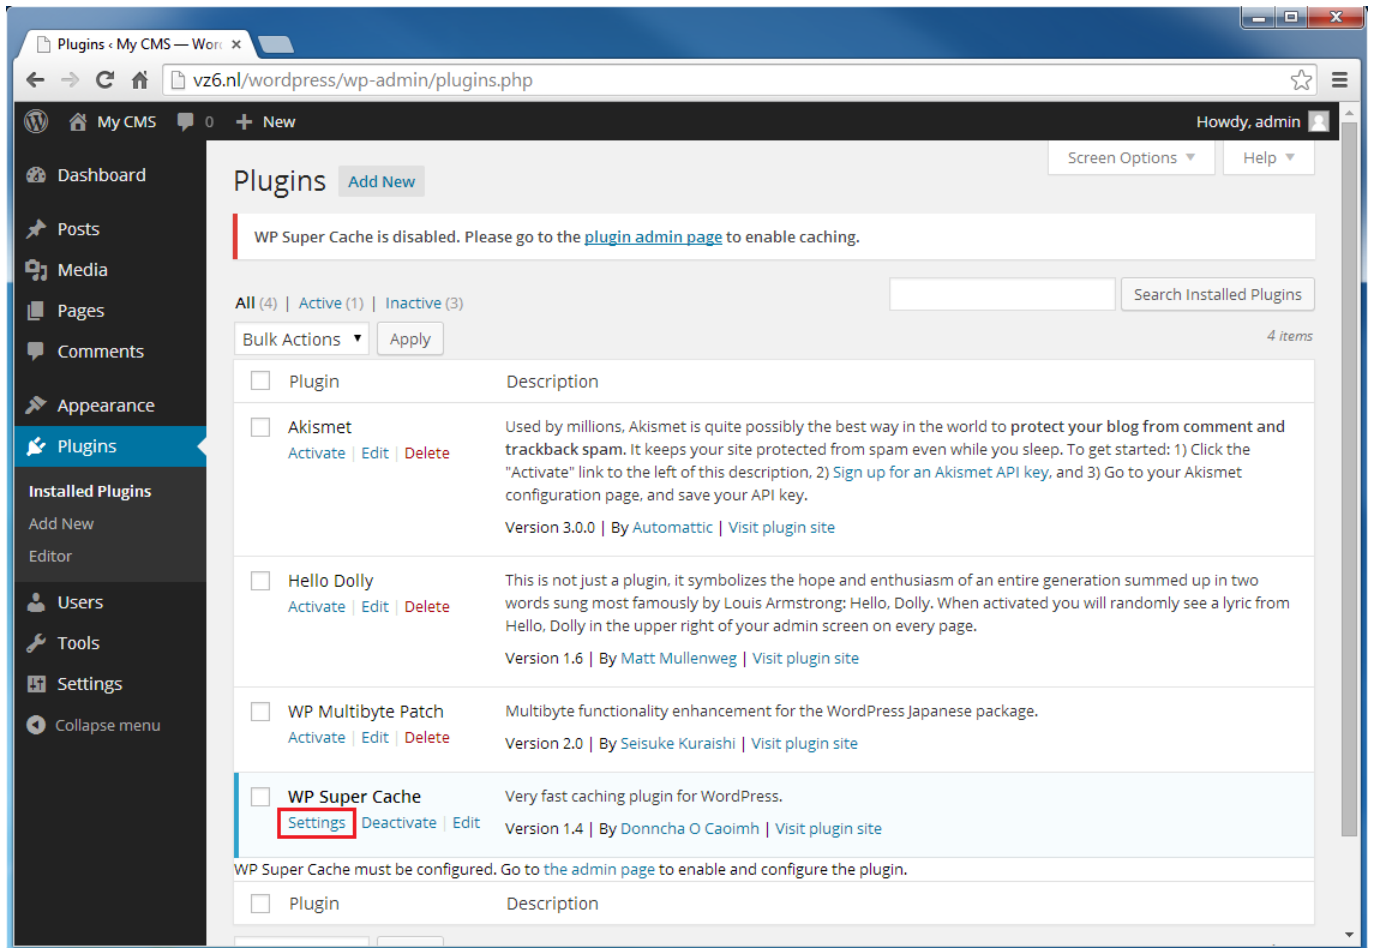 Plugins ‹ My CMS — Wor
vz6.nl/wordpress/wp-admin/plugins.php
My CMS 0 New
Howdy, admin
Screen Options Help
Dashboard
Posts
Media
Pages
Comments
Appearance
Plugins
Installed Plugins
Add New
Editor
Users
Tools
Settings
Collapse menu
Plugins Add New
WP Super Cache is disabled. Please go to the plugin admin page to enable caching.
All (4) | Active (1) | Inactive (3)
Search Installed Plugins
Bulk Actions Apply
4 items
Plugin Description
Akismet
Activate | Edit | Delete
Used by millions, Akismet is quite possibly the best way in the world to protect your blog from comment and
trackback spam. It keeps your site protected from spam even while you sleep. To get started: 1) Click the
"Activate" link to the left of this description, 2) Sign up for an Akismet API key, and 3) Go to your Akismet
configuration page, and save your API key.
Version 3.0.0 | By Automattic | Visit plugin site
Hello Dolly
Activate | Edit | Delete
This is not just a plugin, it symbolizes the hope and enthusiasm of an entire generation summed up in two
words sung most famously by Louis Armstrong: Hello, Dolly. When activated you will randomly see a lyric from
Hello, Dolly in the upper right of your admin screen on every page.
Version 1.6 | By Matt Mullenweg | Visit plugin site
WP Multibyte Patch
Activate | Edit | Delete
Multibyte functionality enhancement for the WordPress Japanese package.
Version 2.0 | By Seisuke Kuraishi | Visit plugin site
WP Super Cache
Settings Deactivate | Edit
Very fast caching plugin for WordPress.
Version 1.4 | By Donncha O Caoimh | Visit plugin site
WP Super Cache must be configured. Go to the admin page to enable and configure the plugin.
Plugin Description